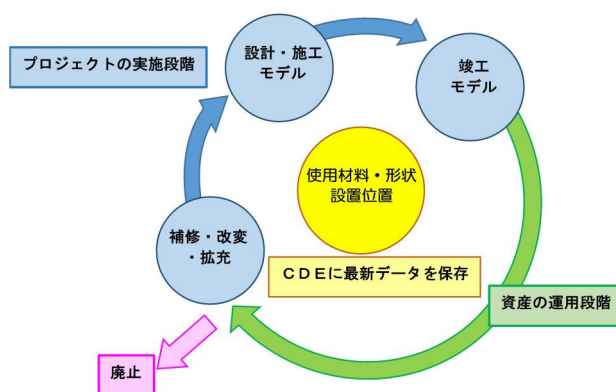 プロジェクトの実施段階
設計・施工
モデル
竣工
モデル
使用材料・形状
設置位置
補修・改変
・拡充
ＣＤＥに最新データを保存
資産の運用段階
廃止